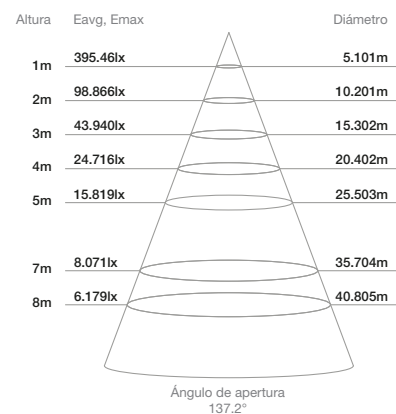 Altura Eavg, Emax Diámetro
1m 395.46lx 5.101m
2m 98.866lx 10.201m
3m 43.940lx 15.302m
4m 24.716lx 20.402m
5m 15.819lx 25.503m
7m 8.071lx 35.704m
8m 6.179lx 40.805m
Ángulo de apertura
137.2°